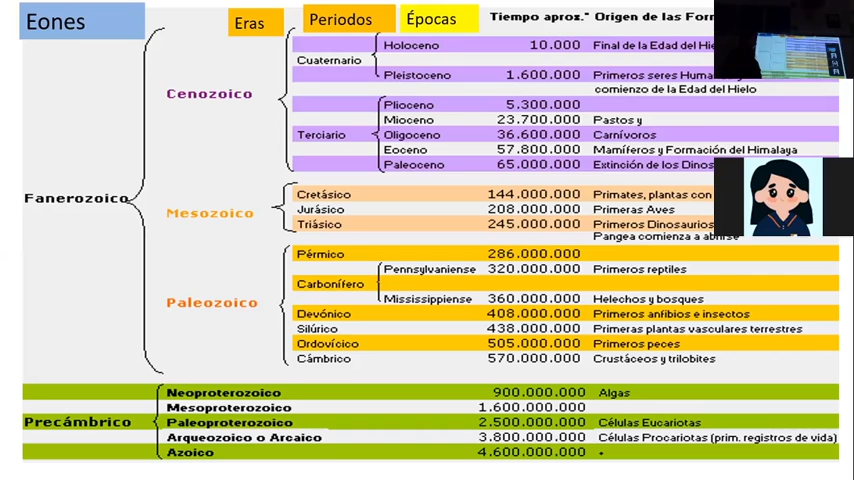 Eones Eras Periodos Épocas Tiempo aprox.* Origen de las
Holoceno 10.000 Final de la Edad del
Cuaternario
Pleistoceno 1.600.000 Primeros seres
comienzo de la Edad del Hielo
Cenozoico
Plioceno 5.300.000
Mioceno 23.700.000 Pastos y
Terciario Oligoceno 36.600.000 Carnívoros
Eoceno 57.800.000 Mamíferos y Formación del Himalaya
Paleoceno 65.000.000 Extinción de los
Fanerozoico
Cretásico 144.000.000 Primates, plantas con
Mesozoico Jurásico 208.000.000 Primeras Aves
Triásico 245.000.000 Primeros Dinosaurios
Pangea comienza a abrirse
Pérmico 286.000.000
Pennsylvaniense 320.000.000 Primeros reptiles
Carbonífero
Paleozoico Mississippiense 360.000.000 Helechos y bosques
Devónico 408.000.000 Primeros anfibios e insectos
Silúrico 438.000.000 Primeras plantas vasculares terrestres
Ordovícico 505.000.000 Primeros peces
Cámbrico 570.000.000 Crustáceos y trilobites
Neoproterozoico 900.000.000 Algas
Mesoproterozoico 1.600.000.000
Precámbrico Paleoproterozoico 2.500.000.000 Células Eucariotas
Arqueozoico o Arcaico 3.800.000.000 Células Procariotas (prim. registros de vida)
Azoico 4.600.000.000